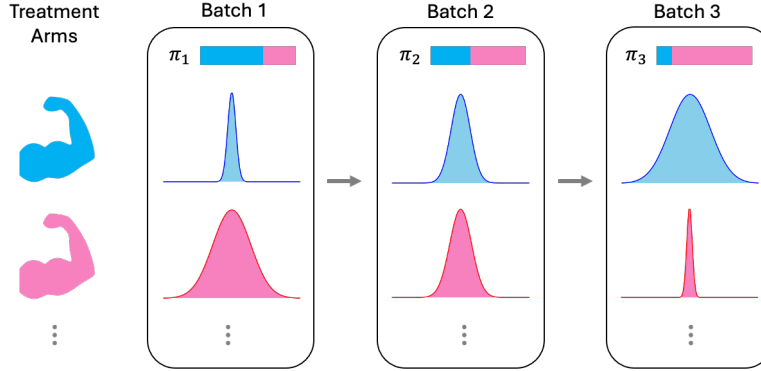 Treatment Arms
Batch 1
Batch 2
Batch 3
π₁
π₂
π₃